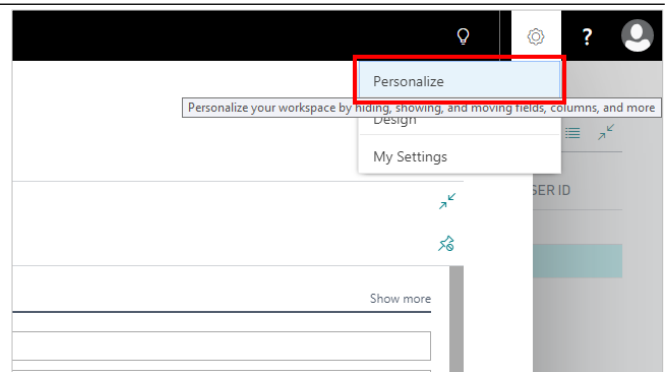 ?
Personalize
Personalize your workspace by hiding, showing, and moving fields, columns, and more
Design
My Settings
SER ID
Show more